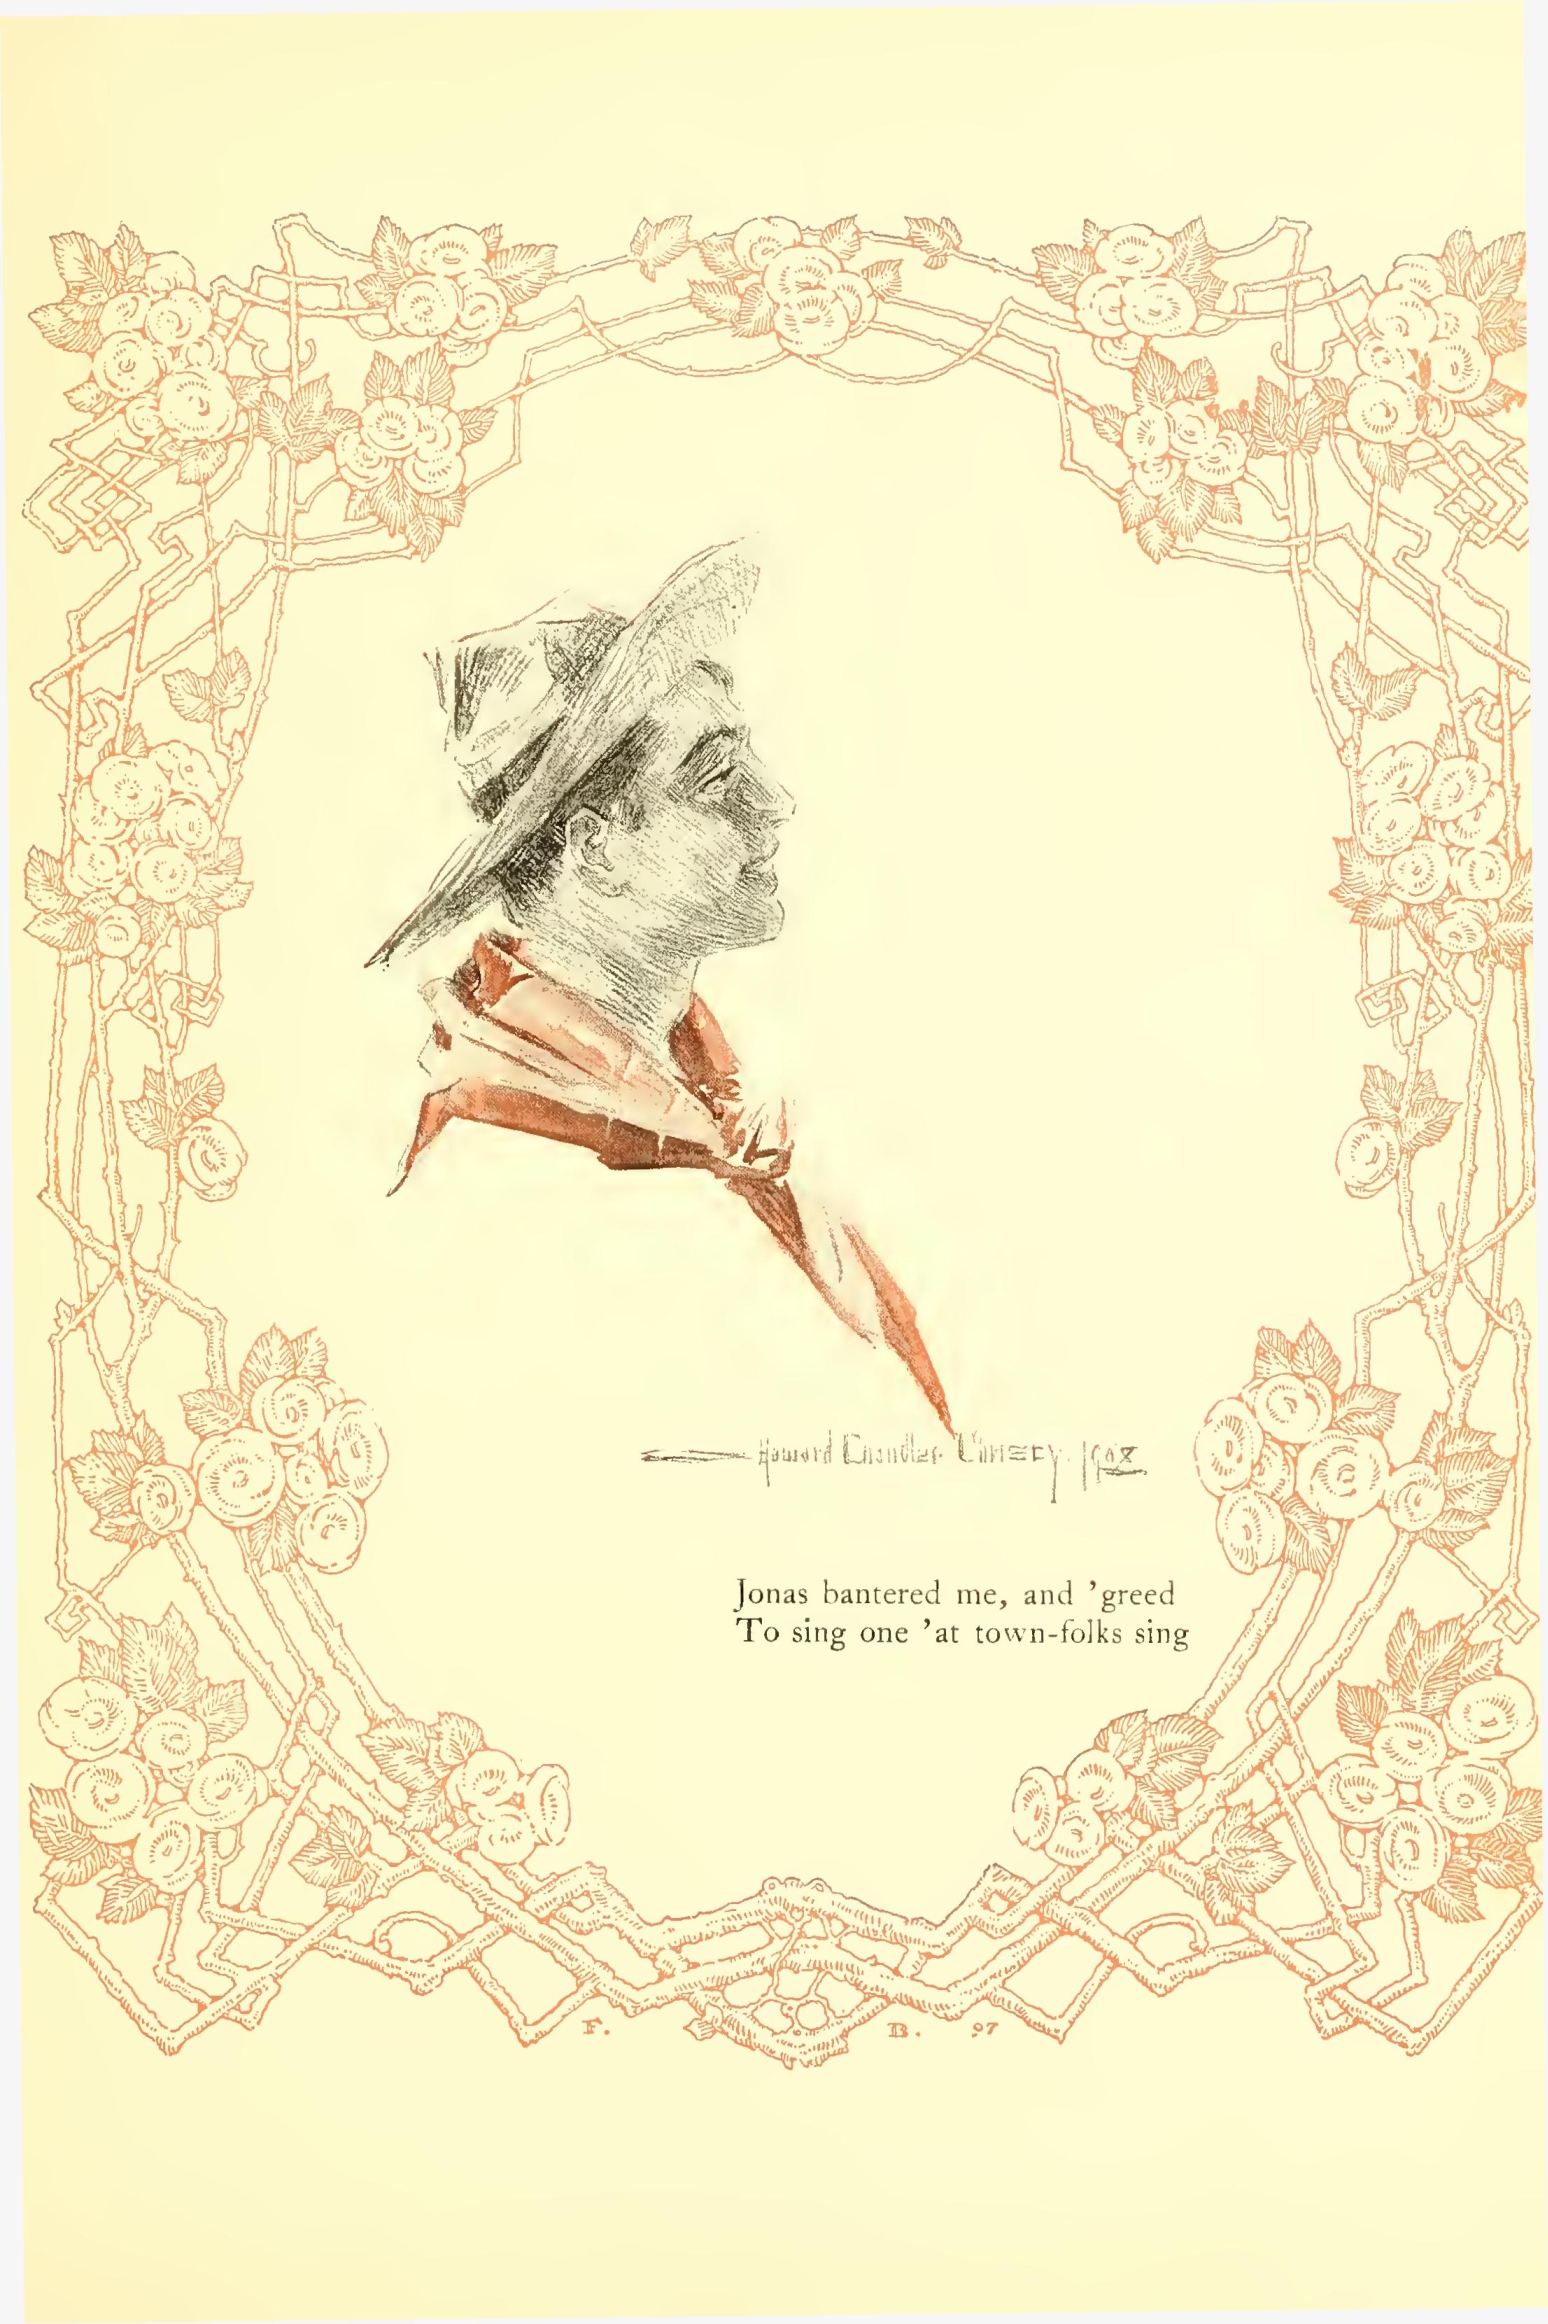 Howard Chandler Christy. 1908
Jonas bantered me, and ’greed
To sing one ’at town-folks sing
F. B. 97